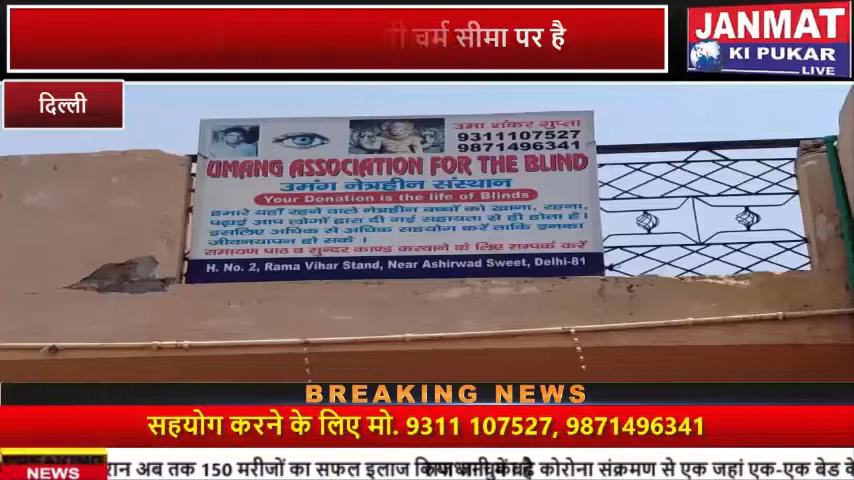 चर्म सीमा पर है
JANMAT
KI PUKAR
LIVE
दिल्ली
उमा शंकर गुप्ता
9311107527
9871496341
UMANG ASSOCIATION FOR THE BLIND
उमंग नेत्रहीन संस्थान
Your Donation is the life of Blinds
हमारे यहाँ रहने वाले नेत्रहीन बच्चों को खाना, रहना,
पढ़ाई आप लोगों द्वारा दी गई सहायता से ही होता है।
इसलिए अधिक से अधिक सहयोग करें ताकि इनका
जीवनयापन हो सके ।
रामायण पाठ व सुन्दर काण्ड करवाने के लिए सम्पर्क करें
H. No. 2, Rama Vihar Stand, Near Ashirwad Sweet, Delhi-81
BREAKING NEWS
सहयोग करने के लिए मो. 9311 107527, 9871496341
NEWS
रान अब तक 150 मरीजों का सफल इलाज कोरोना संक्रमण से एक जहां एक-एक बेड के